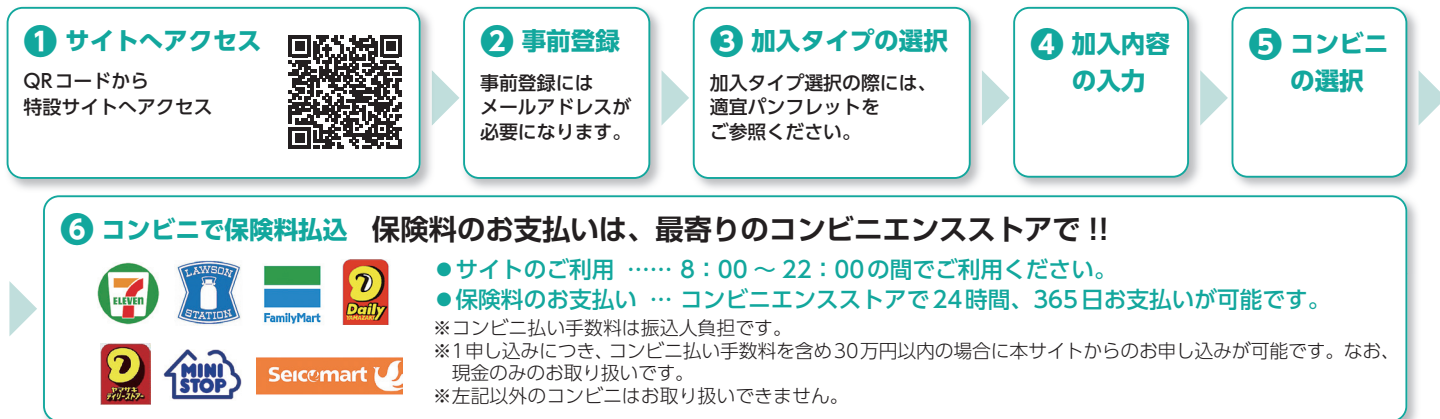 ❶ サイトへアクセス
QRコードから
特設サイトへアクセス
❷ 事前登録
事前登録には
メールアドレスが
必要になります。
❸ 加入タイプの選択
加入タイプ選択の際には、
適宜パンフレットを
ご参照ください。
❹ 加入内容
の入力
❺ コンビニ
の選択
❻ コンビニで保険料払込 保険料のお支払いは、最寄りのコンビニエンスストアで!!
7
ELEVEN
LAWSON
STATION
FamilyMart
Daily
YAMAZAKI
ヤマザキ
デイリーストアー
MINI
STOP
Seicomart
●サイトのご利用 …… 8:00 ~ 22:00の間でご利用ください。
●保険料のお支払い … コンビニエンスストアで24時間、365日お支払いが可能です。
※コンビニ払い手数料は振込人負担です。
※1申し込みにつき、コンビニ払い手数料を含め30万円以内の場合に本サイトからのお申し込みが可能です。なお、
現金のみのお取り扱いです。
※左記以外のコンビニはお取り扱いできません。